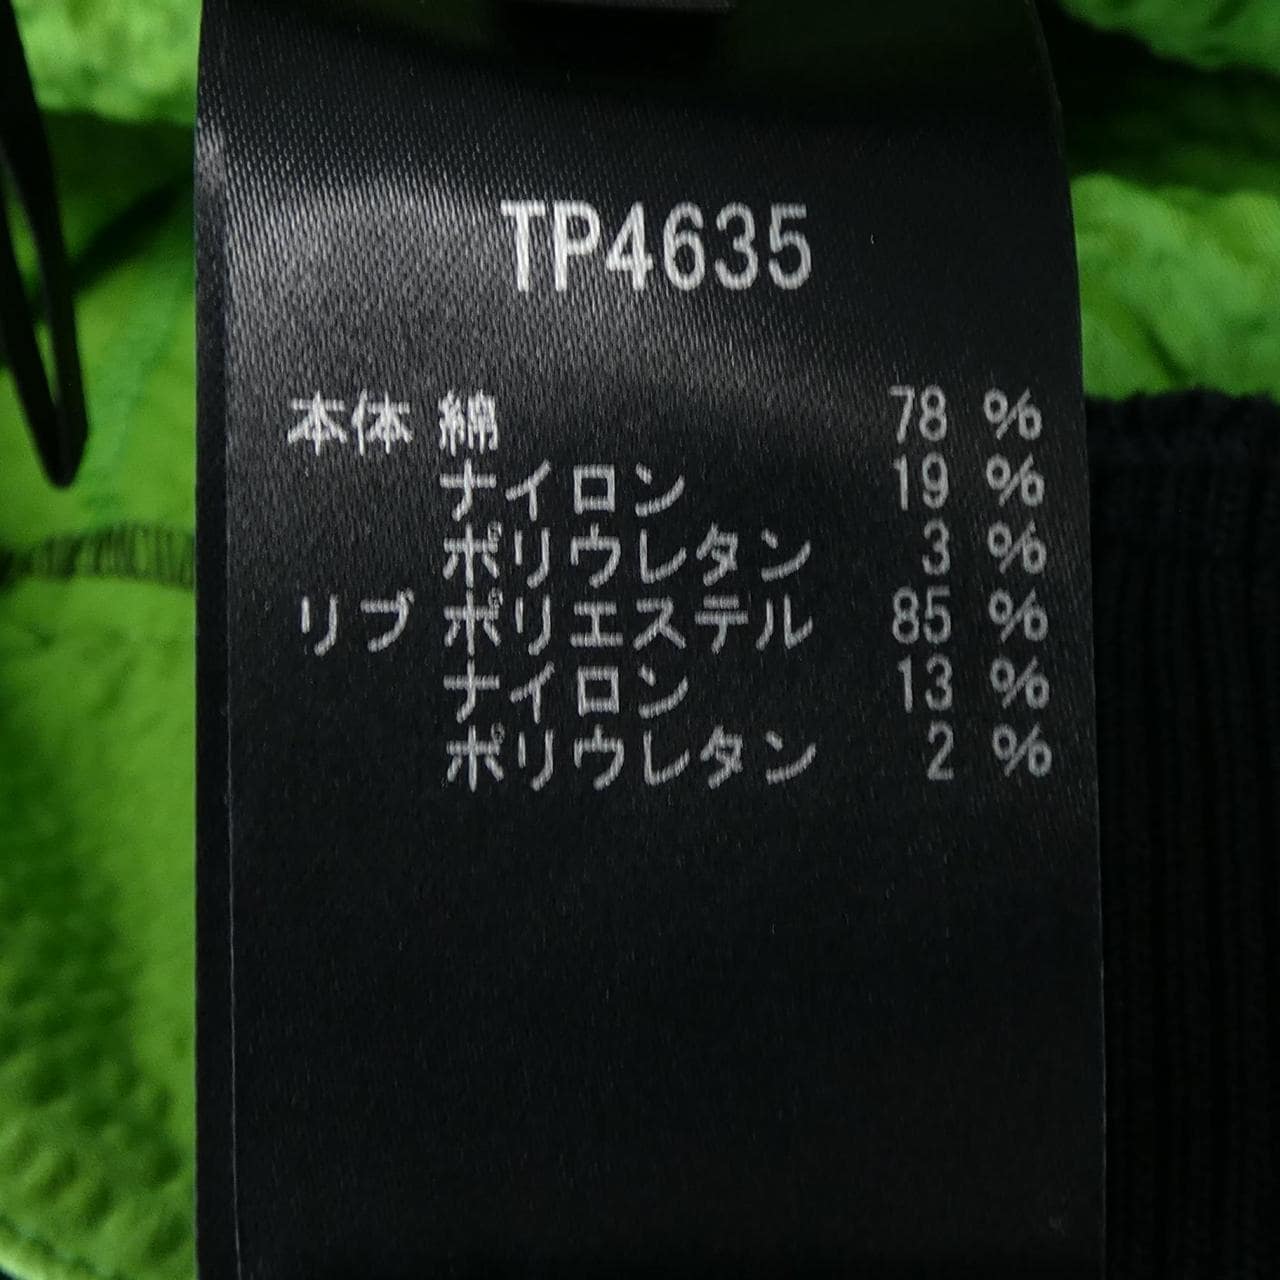 TP4635
本体 綿 78 %
ナイロン 19 %
ポリウレタン 3 %
リブ ポリエステル 85 %
ナイロン 13 %
ポリウレタン 2 %